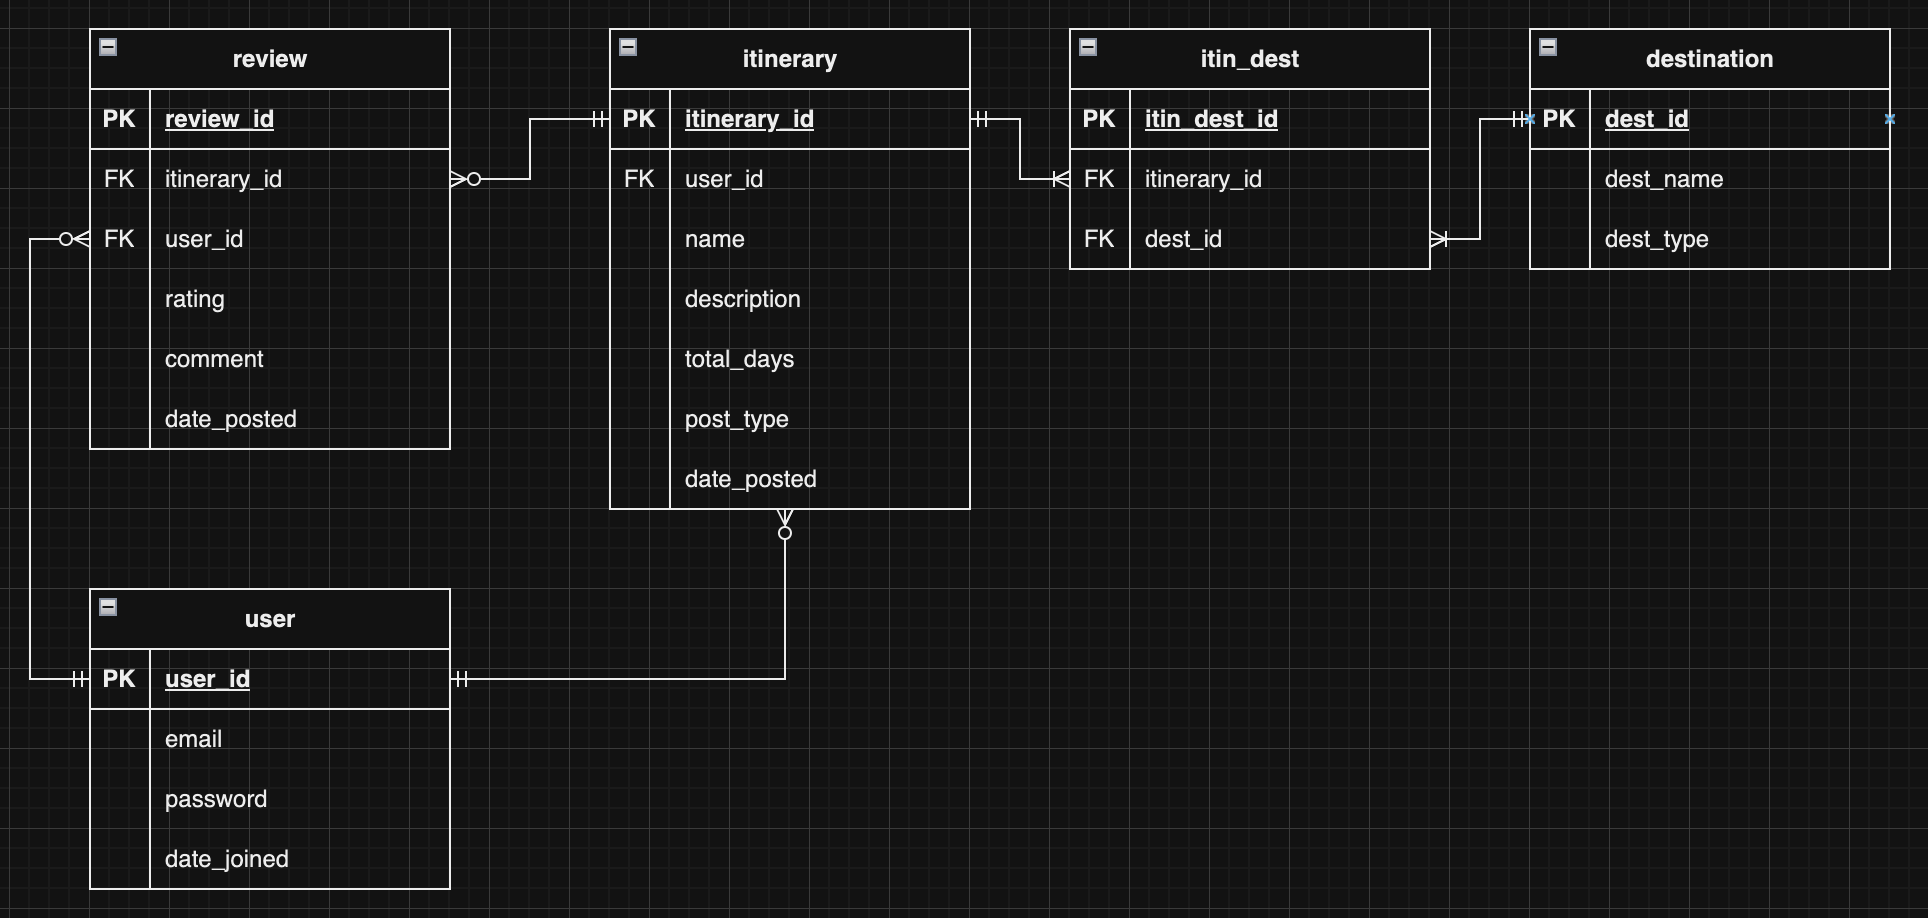 review
PK review_id
FK itinerary_id
FK user_id
rating
comment
date_posted
itinerary
PK itinerary_id
FK user_id
name
description
total_days
post_type
date_posted
itin_dest
PK itin_dest_id
FK itinerary_id
FK dest_id
destination
PK dest_id
dest_name
dest_type
user
PK user_id
email
password
date_joined